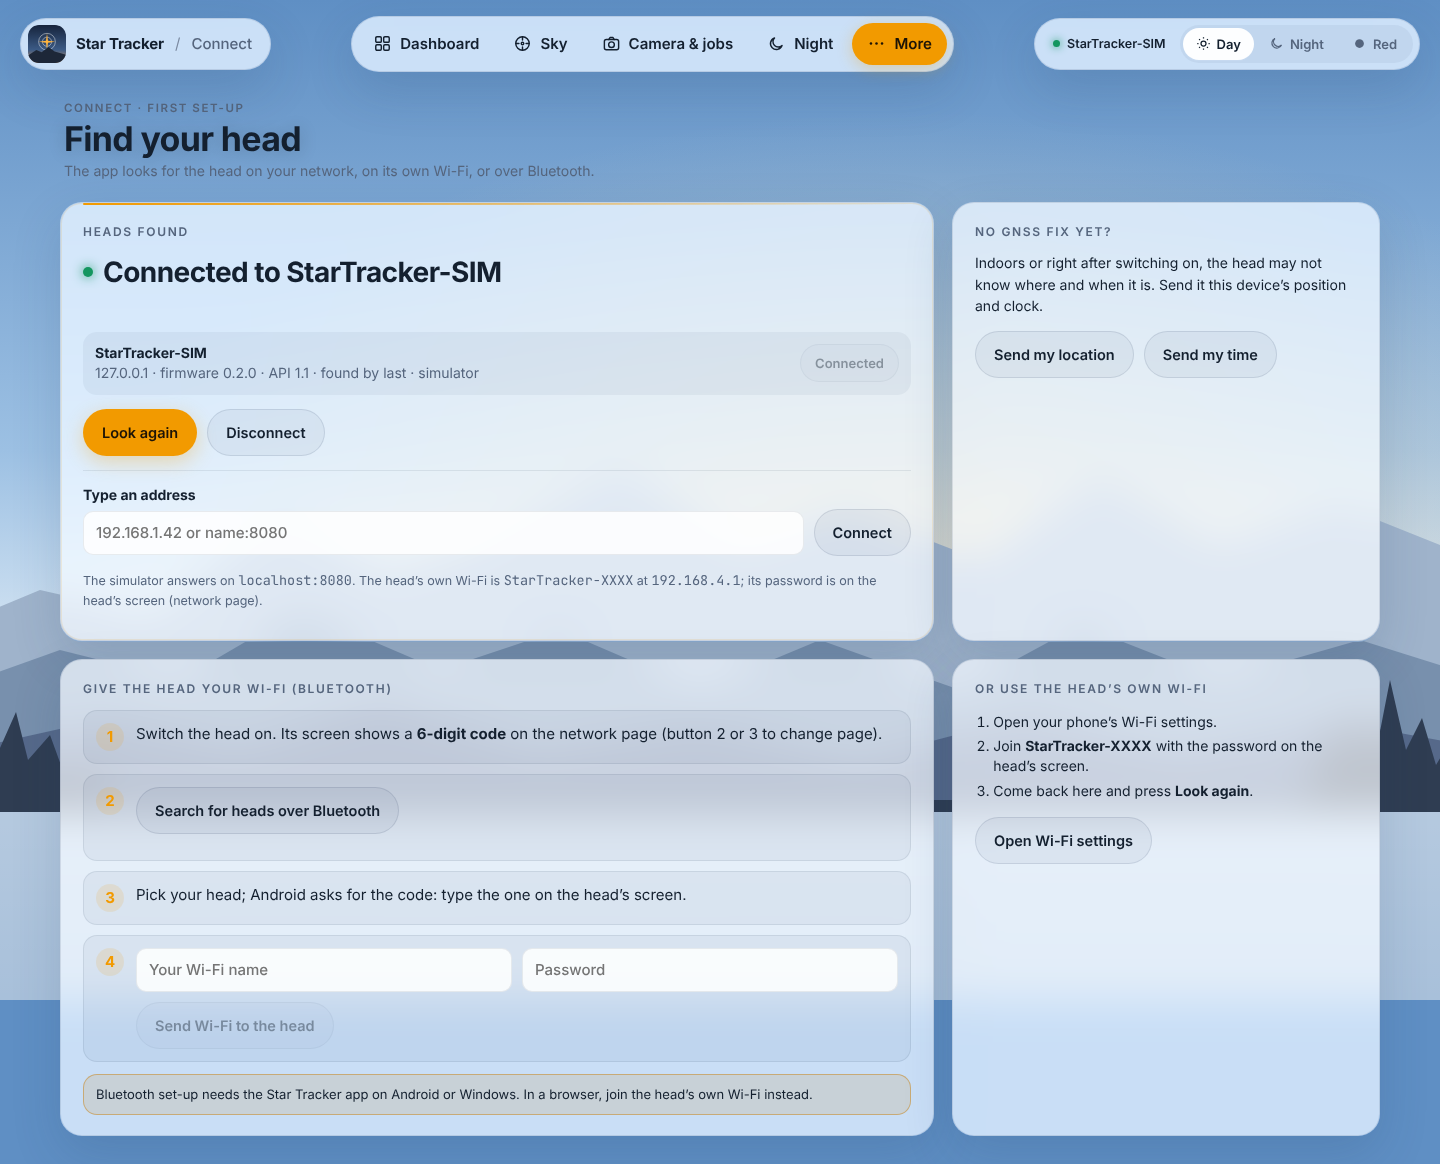 Star Tracker / Connect
Dashboard
Sky
Camera & jobs
Night
More
StarTracker-SIM
Day
Night
Red
CONNECT · FIRST SET-UP
Find your head
The app looks for the head on your network, on its own Wi-Fi, or over Bluetooth.
HEADS FOUND
Connected to StarTracker-SIM
StarTracker-SIM
127.0.0.1 · firmware 0.2.0 · API 1.1 · found by last · simulator
Connected
Look again
Disconnect
Type an address
192.168.1.42 or name:8080
Connect
The simulator answers on localhost:8080. The head’s own Wi-Fi is StarTracker-XXXX at 192.168.4.1; its password is on the
head’s screen (network page).
NO GNSS FIX YET?
Indoors or right after switching on, the head may not
know where and when it is. Send it this device’s position
and clock.
Send my location
Send my time
GIVE THE HEAD YOUR WI-FI (BLUETOOTH)
1 Switch the head on. Its screen shows a 6-digit code on the network page (button 2 or 3 to change page).
2 Search for heads over Bluetooth
3 Pick your head; Android asks for the code: type the one on the head’s screen.
4 Your Wi-Fi name
Password
Send Wi-Fi to the head
Bluetooth set-up needs the Star Tracker app on Android or Windows. In a browser, join the head’s own Wi-Fi instead.
OR USE THE HEAD’S OWN WI-FI
1. Open your phone’s Wi-Fi settings.
2. Join StarTracker-XXXX with the password on the
head’s screen.
3. Come back here and press Look again.
Open Wi-Fi settings